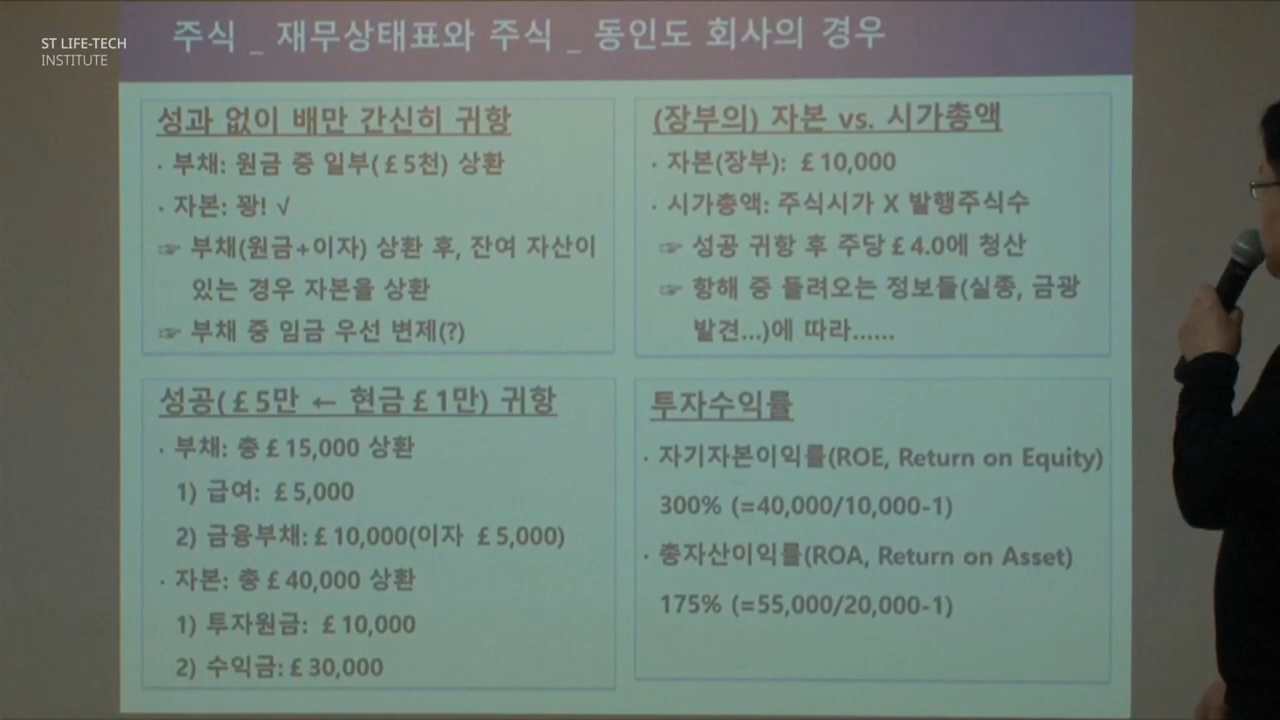 ST LIFE-TECH
INSTITUTE
주식 _ 재무상태표와 주식 _ 동인도 회사의 경우
성과 없이 배만 간신히 귀항
· 부채: 원금 중 일부(£5천) 상환
· 자본: 꽝! √
☞ 부채(원금+이자) 상환 후, 잔여 자산이
있는 경우 자본을 상환
☞ 부채 중 임금 우선 변제(?)
(장부의) 자본 vs. 시가총액
· 자본(장부): £10,000
· 시가총액: 주식시가 X 발행주식수
☞ 성공 귀항 후 주당£4.0에 청산
☞ 항해 중 들려오는 정보들(실종, 금광
발견...)에 따라......
성공(£5만 ← 현금£1만) 귀항
· 부채: 총£15,000 상환
1) 급여: £5,000
2) 금융부채:£10,000(이자 £5,000)
· 자본: 총£40,000 상환
1) 투자원금: £10,000
2) 수익금:£30,000
투자수익률
· 자기자본이익률(ROE, Return on Equity)
300% (=40,000/10,000-1)
· 총자산이익률(ROA, Return on Asset)
175% (=55,000/20,000-1)